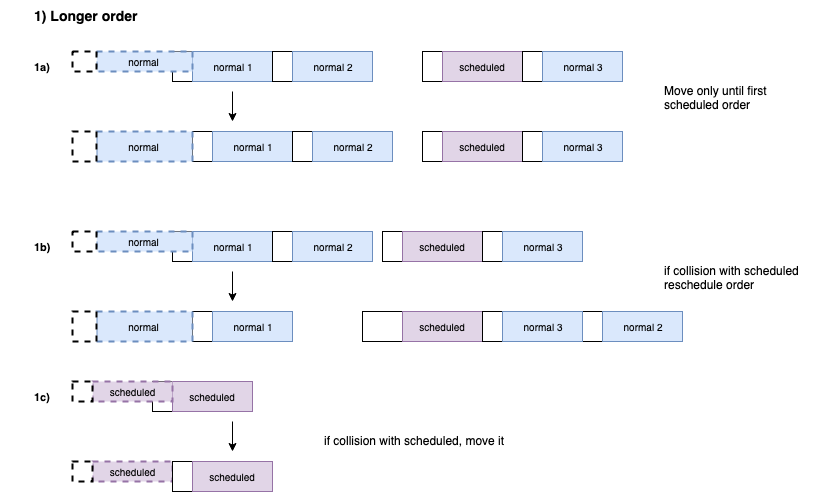 1) Longer order
1a)
normal
normal 1
normal 2
scheduled
normal 3
Move only until first
scheduled order
normal
normal 1
normal 2
scheduled
normal 3
1b)
normal
normal 1
normal 2
scheduled
normal 3
if collision with scheduled
reschedule order
normal
normal 1
scheduled
normal 3
normal 2
1c)
scheduled
scheduled
if collision with scheduled, move it
scheduled
scheduled